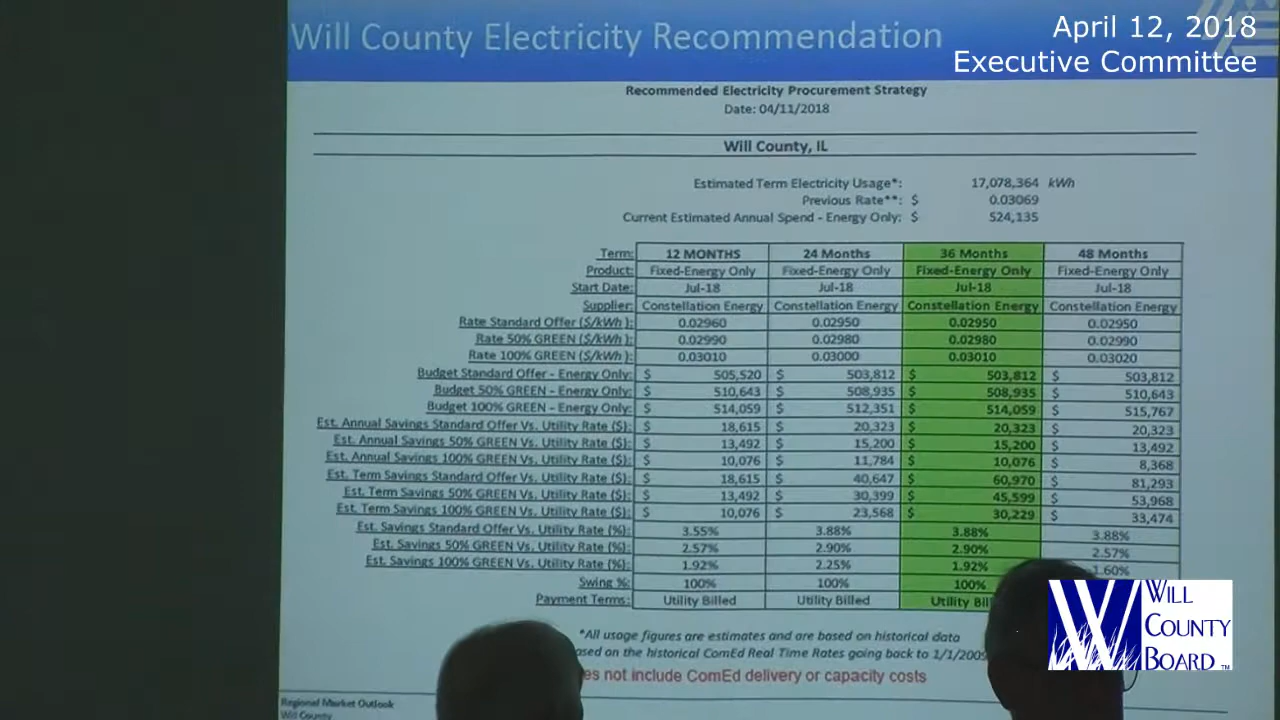 Will County Electricity Recommendation
April 12, 2018
Executive Committee
Recommended Electricity Procurement Strategy
Date: 04/11/2018
Will County, IL
Estimated Term Electricity Usage*: 17,078,364 kWh
Previous Rate**: $ 0.03069
Current Estimated Annual Spend - Energy Only: $ 524,135
Term: 12 MONTHS 24 Months 36 Months 48 Months
Product: Fixed-Energy Only Fixed-Energy Only Fixed-Energy Only Fixed-Energy Only
Start Date: Jul-18 Jul-18 Jul-18 Jul-18
Supplier: Constellation Energy Constellation Energy Constellation Energy Constellation Energy
Rate Standard Offer ($/kWh): 0.02960 0.02950 0.02950 0.02950
Rate 50% GREEN ($/kWh): 0.02990 0.02980 0.02980 0.02990
Rate 100% GREEN ($/kWh): 0.03010 0.03000 0.03010 0.03020
Budget Standard Offer - Energy Only: $ 505,520 $ 503,812 $ 503,812 $ 503,812
Budget 50% GREEN - Energy Only: $ 510,643 $ 508,935 $ 508,935 $ 510,643
Budget 100% GREEN - Energy Only: $ 514,059 $ 512,351 $ 514,059 $ 515,767
Est. Annual Savings Standard Offer Vs. Utility Rate ($): $ 18,615 $ 20,323 $ 20,323 $ 20,323
Est. Annual Savings 50% GREEN Vs. Utility Rate ($): $ 13,492 $ 15,200 $ 15,200 $ 13,492
Est. Annual Savings 100% GREEN Vs. Utility Rate ($): $ 10,076 $ 11,784 $ 10,076 $ 8,368
Est. Term Savings Standard Offer Vs. Utility Rate ($): $ 18,615 $ 40,647 $ 60,970 $ 81,293
Est. Term Savings 50% GREEN Vs. Utility Rate ($): $ 13,492 $ 30,399 $ 45,599 $ 53,968
Est. Term Savings 100% GREEN Vs. Utility Rate ($): $ 10,076 $ 23,568 $ 30,229 $ 33,474
Est. Savings Standard Offer Vs. Utility Rate (%): 3.55% 3.88% 3.88% 3.88%
Est. Savings 50% GREEN Vs. Utility Rate (%): 2.57% 2.90% 2.90% 2.57%
Est. Savings 100% GREEN Vs. Utility Rate (%): 1.92% 2.25% 1.92% 1.60%
Swing %: 100% 100% 100%
Payment Terms: Utility Billed Utility Billed Utility Bil
*All usage figures are estimates and are based on historical data
ased on the historical ComEd Real Time Rates going back to 1/1/2009
es not include ComEd delivery or capacity costs
Regional Market Outlook
Will County
WILL
COUNTY
BOARD TM